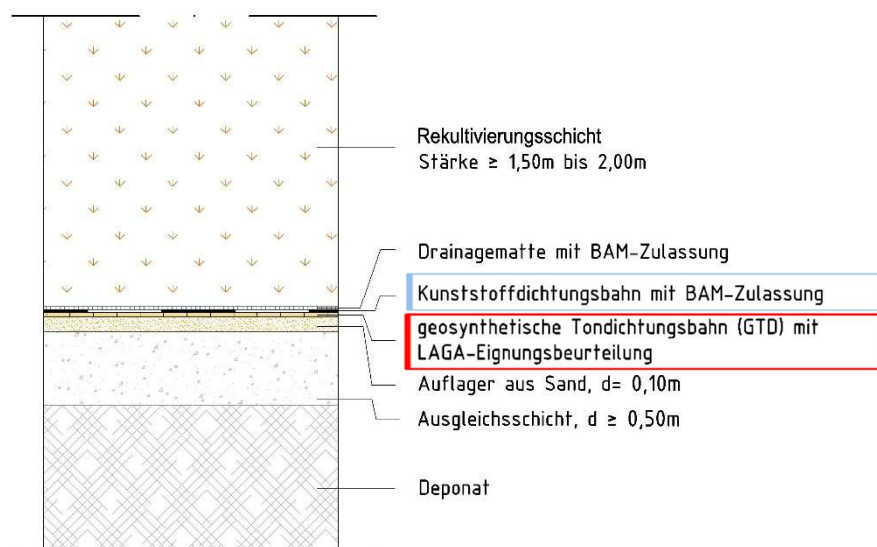 Rekultivierungsschicht
Stärke ≥ 1,50m bis 2,00m
Drainagematte mit BAM-Zulassung
Kunststoffdichtungsbahn mit BAM-Zulassung
geosynthetische Tondichtungsbahn (GTD) mit
LAGA-Eignungsbeurteilung
Auflager aus Sand, d= 0,10m
Ausgleichsschicht, d ≥ 0,50m
Deponat